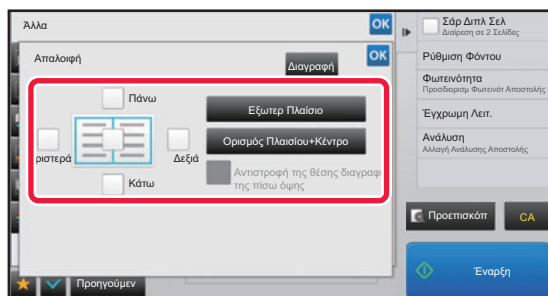 Άλλα
OK
Απαλοιφή
Διαγραφή
OK
Πάνω
ριστερά
Δεξιά
Κάτω
Εξωτερ Πλαίσιο
Ορισμός Πλαισίου+Κέντρο
Αντιστροφή της θέσης διαγραφ
της πίσω όψης
Προηγούμεν
Σάρ Διπλ Σελ
Διαίρεση σε 2 Σελίδες
Ρύθμιση Φόντου
Φωτεινότητα
Προσδιορισμ Φωτεινότ Αποστολής
Έγχρωμη Λειτ.
Ανάλυση
Αλλαγή Ανάλυσης Αποστολής
Προεπισκόπ
CA
Έναρξη